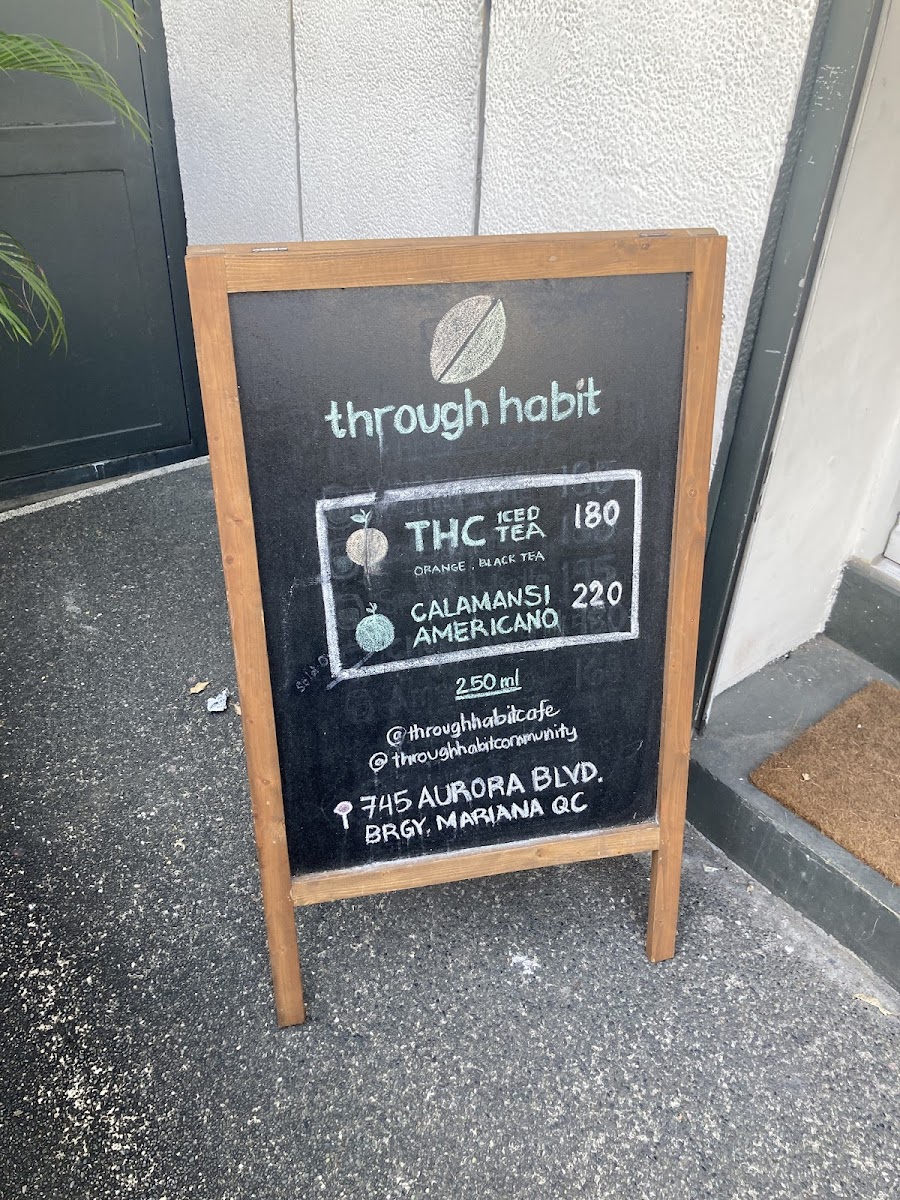 through habit
THC ICED TEA 180
ORANGE . BLACK TEA
CALAMANSI 220
AMERICANO
250 ml
@throughhabitcafe
@throughhabitcommunity
745 AURORA BLVD.
BRGY. MARIANA QC